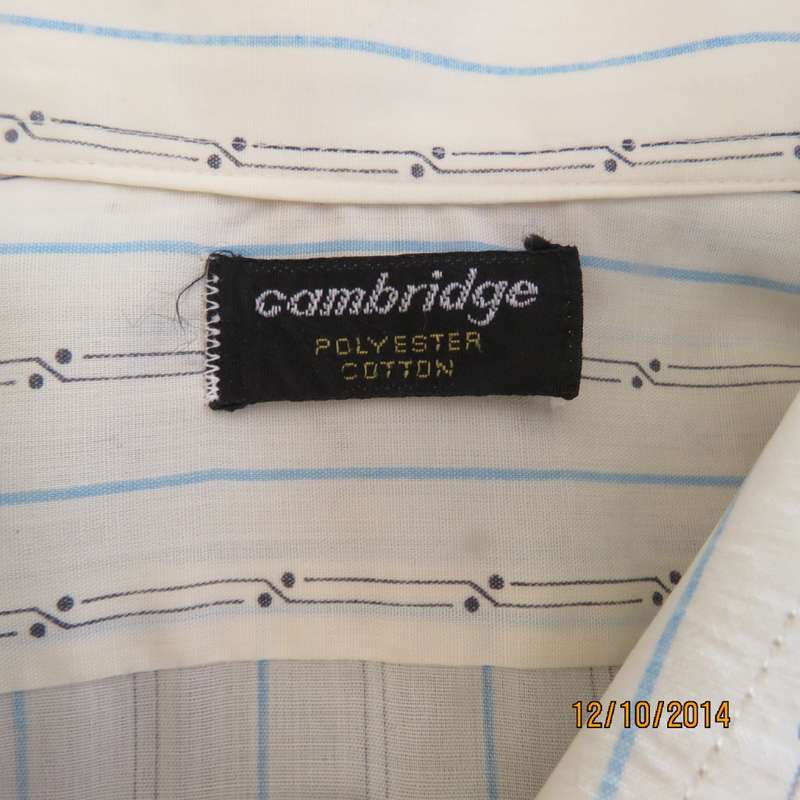 cambridge
POLYESTER
COTTON
12/10/2014